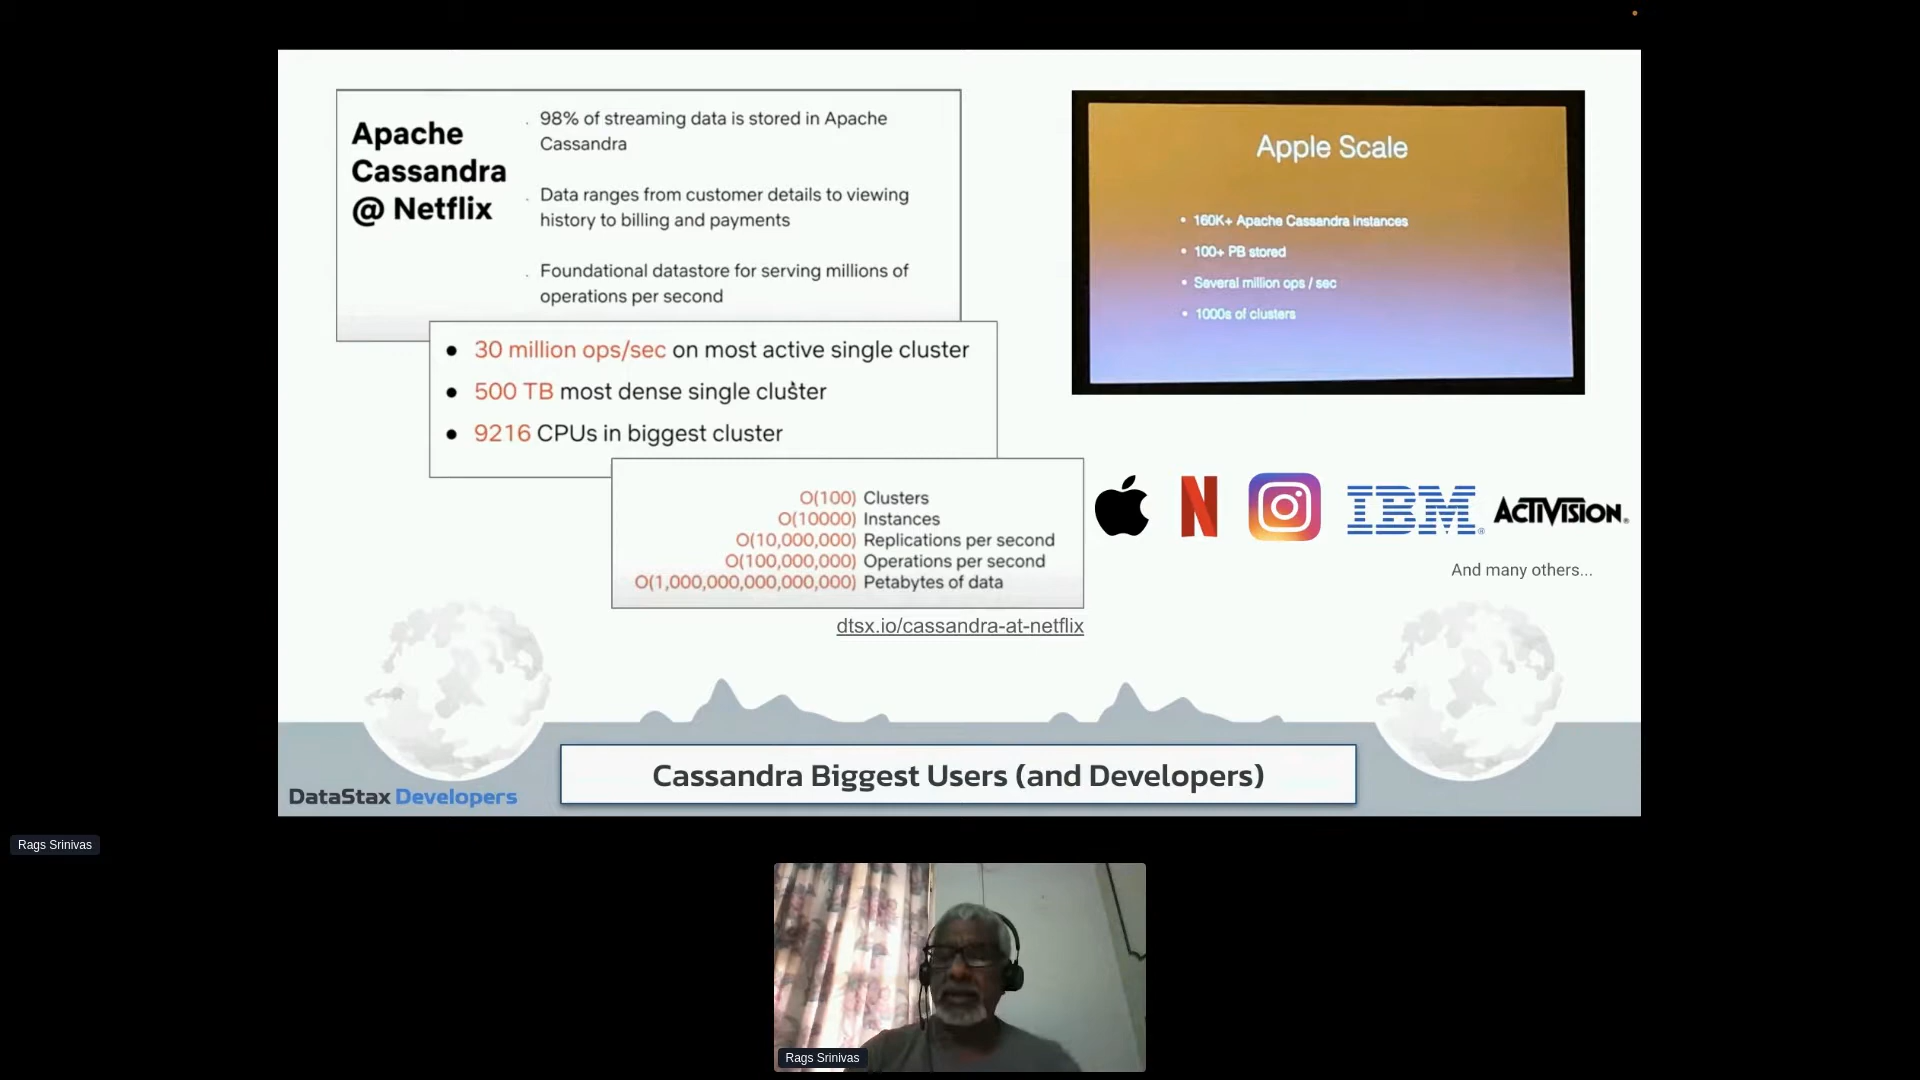 Apache
Cassandra
@ Netflix
98% of streaming data is stored in Apache
Cassandra
Data ranges from customer details to viewing
history to billing and payments
Foundational datastore for serving millions of
operations per second
● 30 million ops/sec on most active single cluster
● 500 TB most dense single cluster
● 9216 CPUs in biggest cluster
O(100) Clusters
O(10000) Instances
O(10,000,000) Replications per second
O(100,000,000) Operations per second
O(1,000,000,000,000,000) Petabytes of data
dtsx.io/cassandra-at-netflix
Apple Scale
• 160K+ Apache Cassandra instances
• 100+ PB stored
• Several million ops / sec
• 1000s of clusters
N
IBM®
ACTIVISION®
And many others...
Cassandra Biggest Users (and Developers)
DataStax Developers
Rags Srinivas
Rags Srinivas